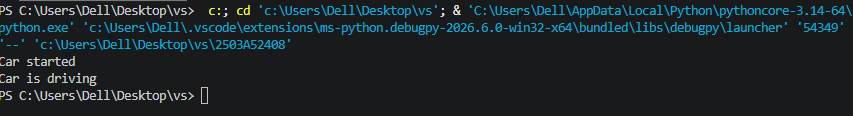 PS C:\Users\Dell\Desktop\vs>  c:; cd 'c:\Users\Dell\Desktop\vs'; & 'C:\Users\Dell\AppData\Local\Python\pythoncore-3.14-64\
python.exe' 'c:\Users\Dell\.vscode\extensions\ms-python.debugpy-2026.6.0-win32-x64\bundled\libs\debugpy\launcher' '54349'
'--' 'c:\Users\Dell\Desktop\vs\2503A52408'
Car started
Car is driving
PS C:\Users\Dell\Desktop\vs>